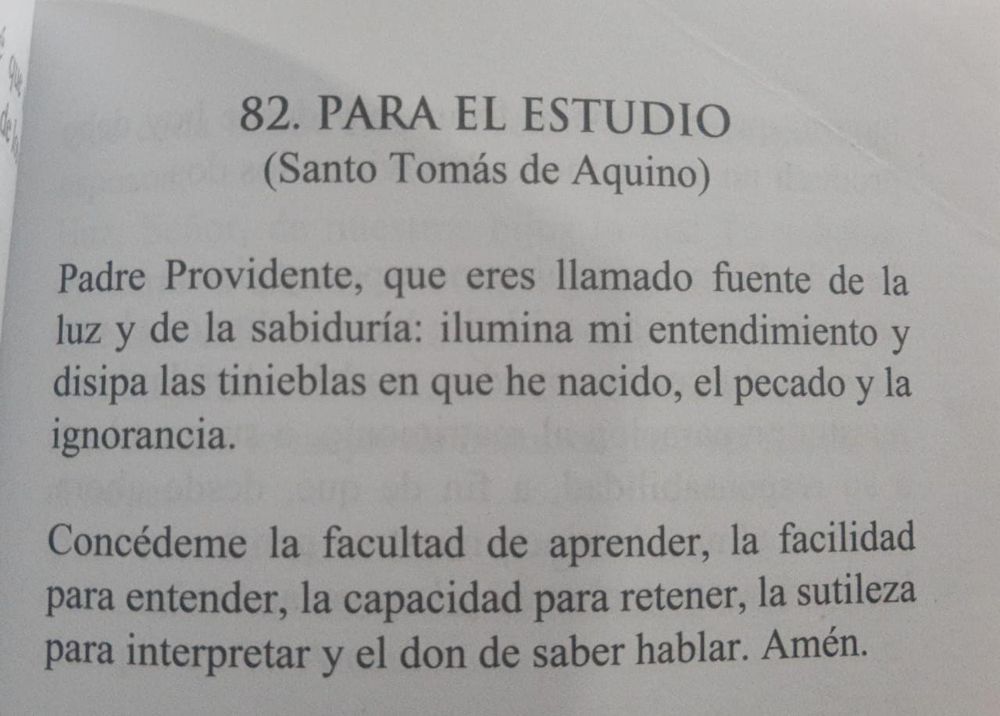 82. PARA EL ESTUDIO
(Santo Tomás de Aquino)
Padre Providente, que eres llamado fuente de la
luz y de la sabiduría: ilumina mi entendimiento y
disipa las tinieblas en que he nacido, el pecado y la
ignorancia.
Concédeme la facultad de aprender, la facilidad
para entender, la capacidad para retener, la sutileza
para interpretar y el don de saber hablar. Amén.